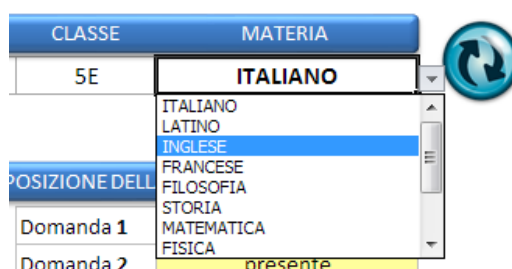 CLASSE MATERIA
5E ITALIANO
ITALIANO
LATINO
INGLESE
FRANCESE
FILOSOFIA
STORIA
MATEMATICA
FISICA
POSIZIONE DELL
Domanda 1
Domanda 2 presente